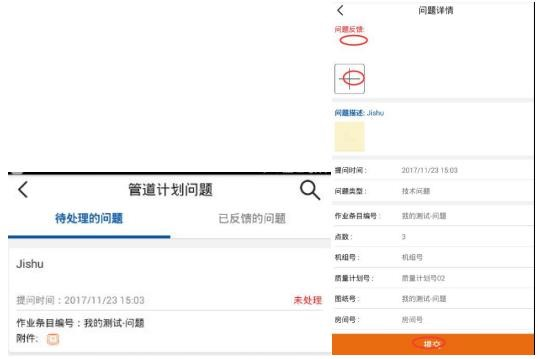 管道计划问题
待处理的问题
已反馈的问题
Jishu
提问时间：2017/11/23 15:03
未处理
作业条目编号：我的测试-问题
附件:
问题详情
问题反馈:
问题描述: Jishu
提问时间： 2017/11/23 15:03
问题类型： 技术问题
作业条目编号： 我的测试-问题
点数： 3
机组号： 机组号
质量计划号： 质量计划号02
图纸号： 我的测试-问题
房间号： 房间号
提交